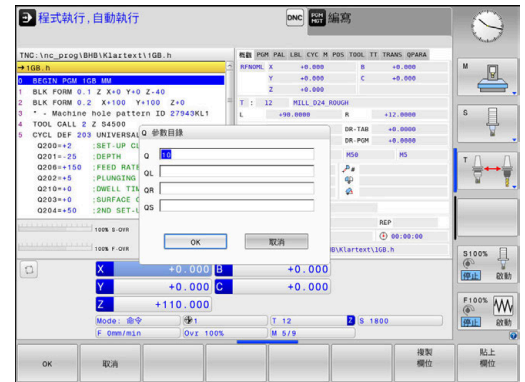 程式執行,自動執行
DNC
PGM MGT
編寫
TNC:\nc_prog\BHB\Klartext\1GB.h
→1GB.h
0 BEGIN PGM 1GB MM
1 BLK FORM 0.1 Z X+0 Y+0 Z-20
2 BLK FORM 0.2 X+100 Y+100 Z+0
3 * - Machine hole pattern ID 27943KL1
4 TOOL CALL 2 Z S4500
5 CYCL DEF 203 UNIVERSAL
Q200=+2 ;SET-UP CL
Q201=-25 ;DEPTH
Q206=+150 ;FEED RATE
Q202=+5 ;PLUNGING
Q210=+0 ;DWELL TIM
Q203=+0 ;SURFACE C
Q204=+50 ;2ND SET-U
100% S-OVR
100% F-OVR
概觀 PGM PAL LBL CYC M POS TOOL TT TRANS QPARA
RFNOML X +0.000 B +0.000
Y +0.000 C +0.000
Z +0.000
T : 12 MILL_D24_ROUGH
L +90.0000 R +12.0000
DR-TAB +0.0000
DR-PGM +0.0000
M50 M5
P
REP
00:00:00
B\Klartext\1GB.h
Q 參數目錄
Q 10
QL
QR
QS
OK
取消
X +0.000 B +0.000
Y +0.000 C +0.000
Z +110.000
Mode: 命令 1 T 12 Z S 1800
F 0mm/min Ovr 100% M 5/9
M
S
T
S100%
停止 啟動
F100%
停止 啟動
OK
取消
複製
欄位
貼上
欄位